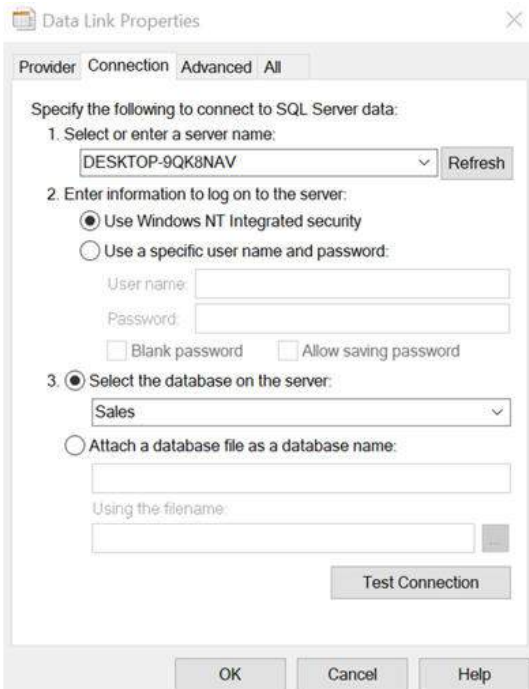 Data Link Properties
Provider Connection Advanced All
Specify the following to connect to SQL Server data:
1. Select or enter a server name:
DESKTOP-9QK8NAV Refresh
2. Enter information to log on to the server:
Use Windows NT Integrated security
Use a specific user name and password:
User name:
Password:
Blank password Allow saving password
3. Select the database on the server:
Sales
Attach a database file as a database name:
Using the filename:
...
Test Connection
OK Cancel Help